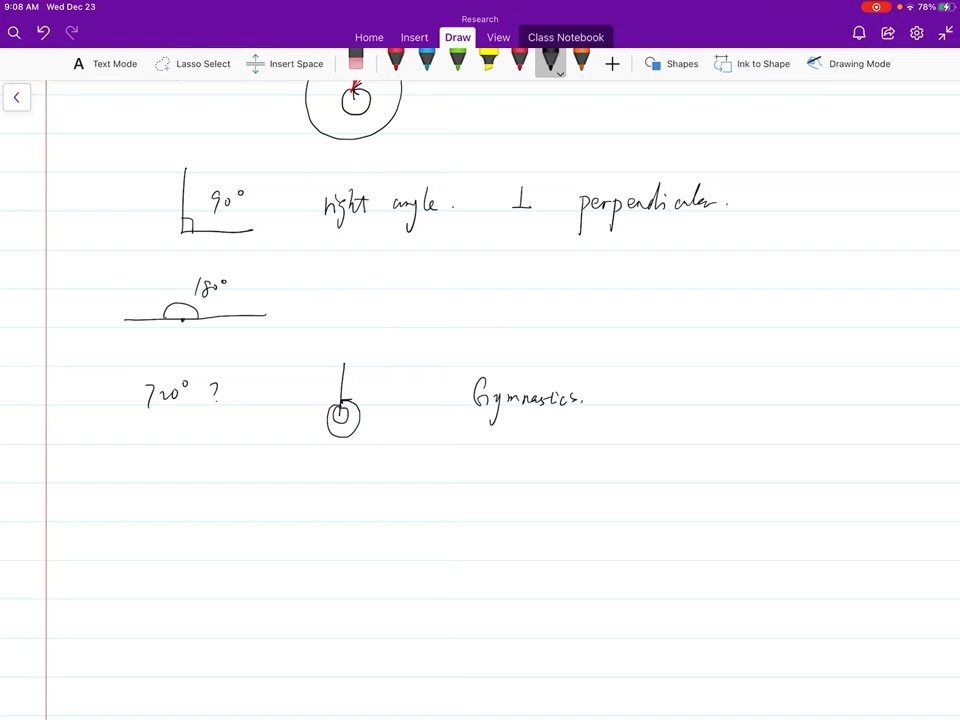 9:08 AM Wed Dec 23
78%
Research
Home Insert Draw View Class Notebook
A Text Mode Lasso Select Insert Space Shapes Ink to Shape Drawing Mode
90° right angle. ⊥ perpendicular.
180°
720° ? Gymnastics.